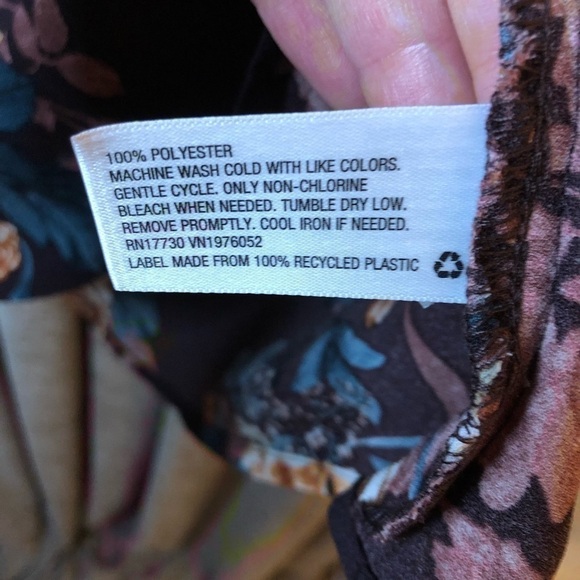 100% POLYESTER
MACHINE WASH COLD WITH LIKE COLORS.
GENTLE CYCLE. ONLY NON-CHLORINE
BLEACH WHEN NEEDED. TUMBLE DRY LOW.
REMOVE PROMPTLY. COOL IRON IF NEEDED.
RN17730 VN1976052
LABEL MADE FROM 100% RECYCLED PLASTIC